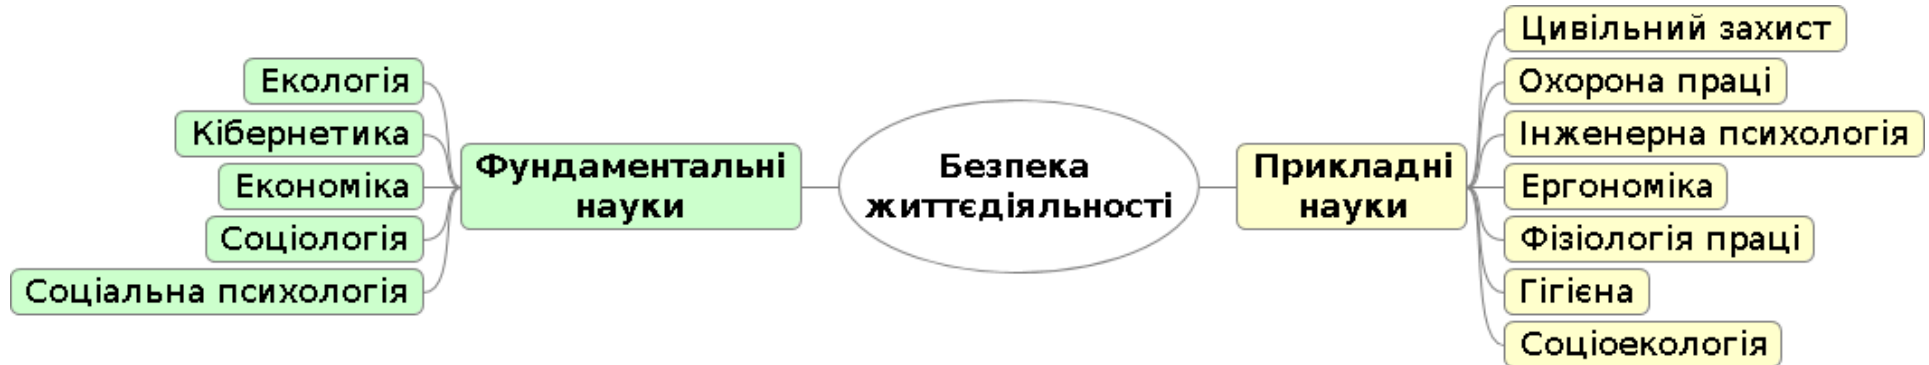 Екологія
Кібернетика
Економіка
Соціологія
Соціальна психологія
Фундаментальні
науки
Безпека
життєдіяльності
Прикладні
науки
Цивільний захист
Охорона праці
Інженерна психологія
Ергономіка
Фізіологія праці
Гігієна
Соціоекологія